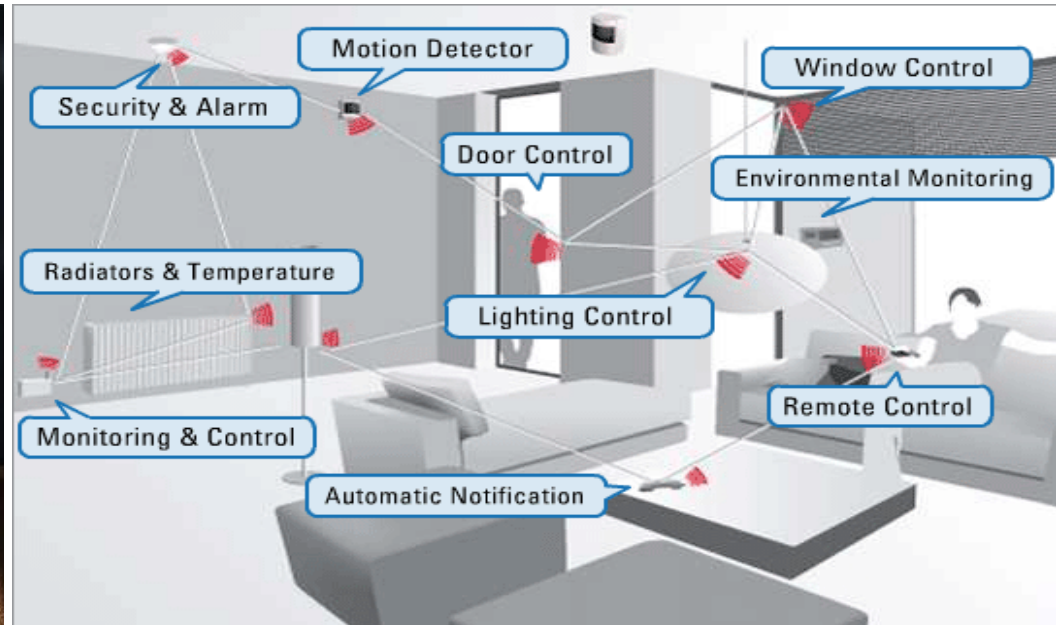 Motion Detector
Window Control
Security & Alarm
Door Control
Environmental Monitoring
Radiators & Temperature
Lighting Control
Remote Control
Monitoring & Control
Automatic Notification